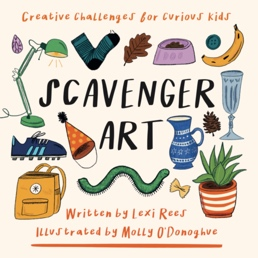 Creative Challenges for Curious Kids
SCAVENGER
ART
Written by Lexi Rees
Illustrated by Molly O'Donoghue